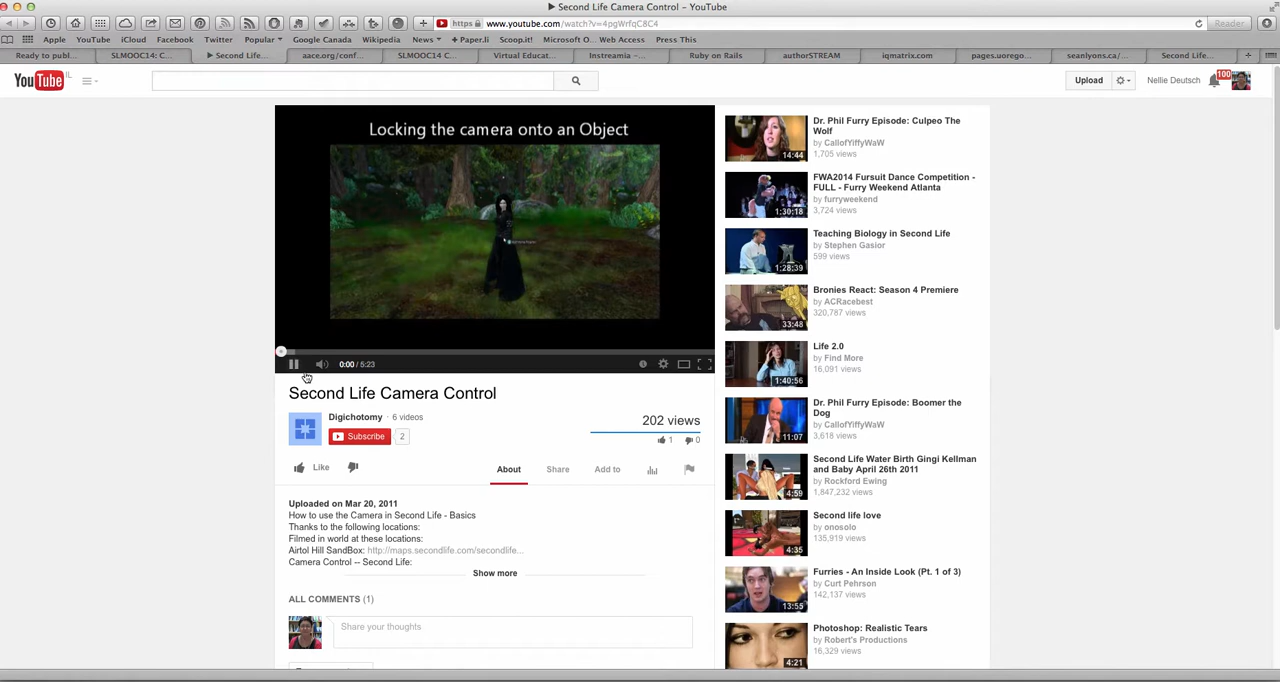 ▶ Second Life Camera Control - YouTube
https www.youtube.com/watch?v=4pgWrfqC8C4
Reader
Apple YouTube iCloud Facebook Twitter Popular Google Canada Wikipedia News +Paper.li Scoop.it! Microsoft O... Web Access Press This
Ready to publ... SLMOOC14: C... ▶ Second Life... aace.org/conf... SLMOOC14 C... Virtual Educat... Instreamia –... Ruby on Rails authorSTREAM iqmatrix.com pages.uorego... seanlyons.ca/... Second Life...
YouTube IL
Upload
Nellie Deutsch
100
Locking the camera onto an Object
0:00 / 5:23
Second Life Camera Control
Digichotomy · 6 videos
Subscribe 2
202 views
1 0
Like
About Share Add to
Uploaded on Mar 20, 2011
How to use the Camera in Second Life - Basics
Thanks to the following locations:
Filmed in world at these locations:
Airtol Hill SandBox: http://maps.secondlife.com/secondlife...
Camera Control -- Second Life:
Show more
ALL COMMENTS (1)
Share your thoughts
14:44
Dr. Phil Furry Episode: Culpeo The
Wolf
by CallofYiffyWaW
1,705 views
1:30:18
FWA2014 Fursuit Dance Competition -
FULL - Furry Weekend Atlanta
by furryweekend
3,724 views
1:28:39
Teaching Biology in Second Life
by Stephen Gasior
599 views
33:48
Bronies React: Season 4 Premiere
by ACRacebest
320,787 views
1:40:56
Life 2.0
by Find More
16,091 views
11:07
Dr. Phil Furry Episode: Boomer the
Dog
by CallofYiffyWaW
3,618 views
4:59
Second Life Water Birth Gingi Kellman
and Baby April 26th 2011
by Rockford Ewing
1,847,232 views
4:35
Second life love
by onosolo
135,919 views
13:55
Furries - An Inside Look (Pt. 1 of 3)
by Curt Pehrson
142,127 views
4:21
Photoshop: Realistic Tears
by Robert's Productions
16,329 views